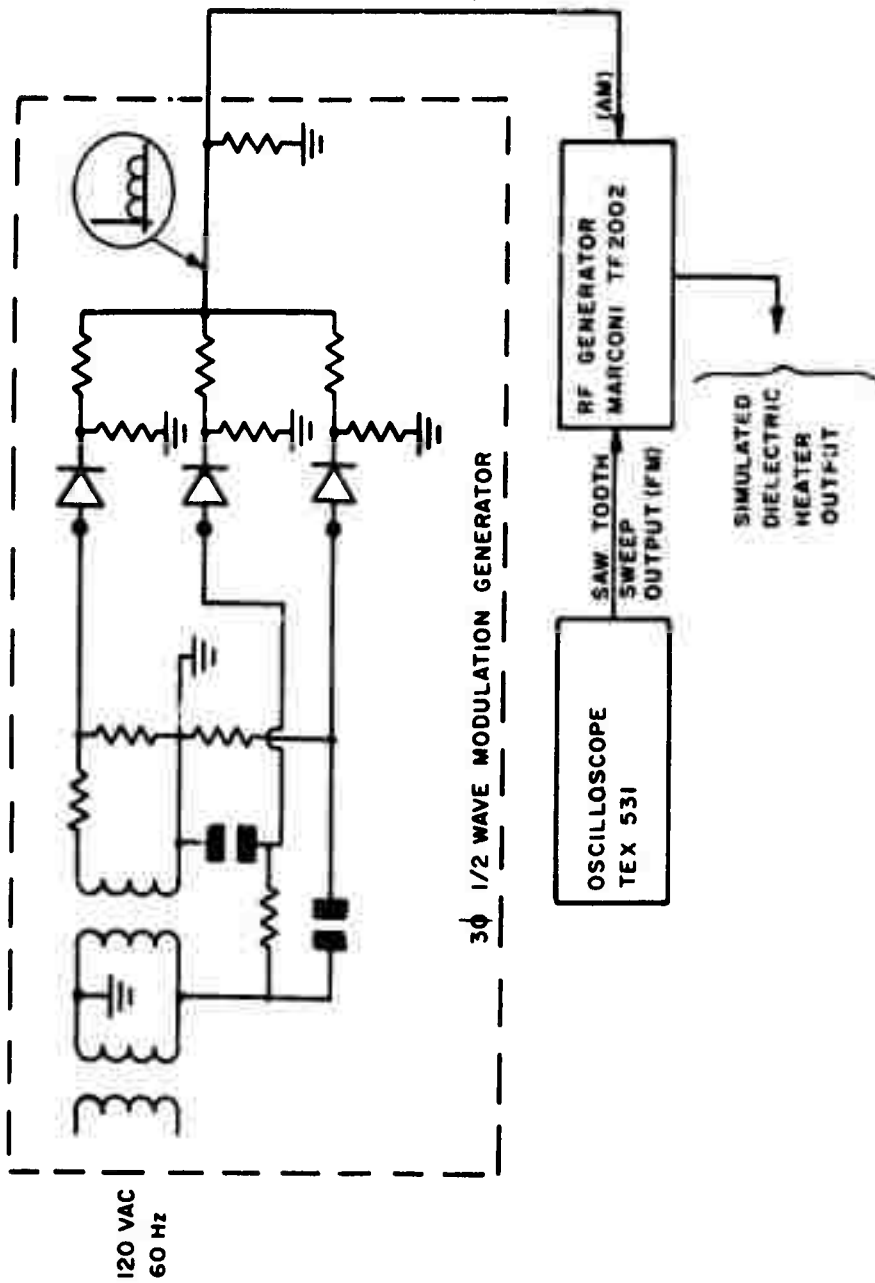 120 VAC
60 Hz
3ϕ 1/2 WAVE MODULATION GENERATOR
OSCILLOSCOPE
TEX 531
SAW TOOTH
SWEEP
OUTPUT (FM)
RF GENERATOR
MARCONI TF2002
(AM)
SIMULATED
DIELECTRIC
HEATER
OUTPUT